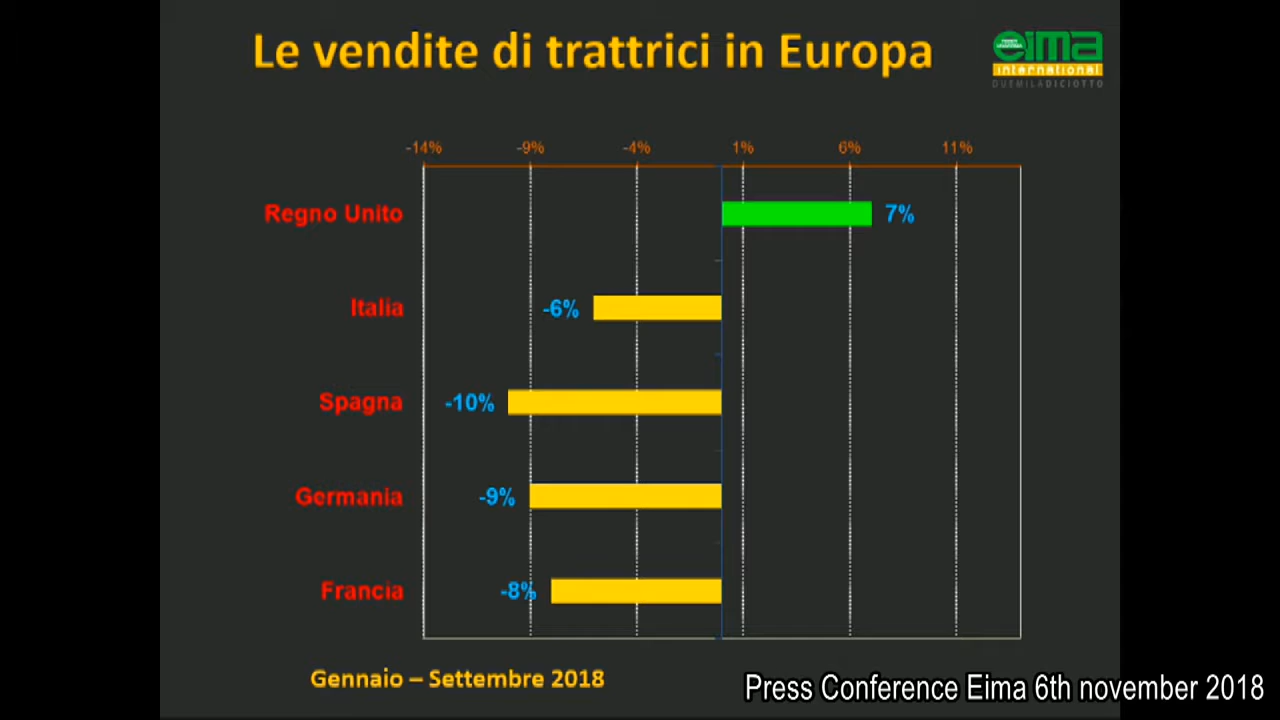 Le vendite di trattrici in Europa
eima
international
DUEMILADICIOTTO
-14% -9% -4% 1% 6% 11%
Regno Unito 7%
Italia -6%
Spagna -10%
Germania -9%
Francia -8%
Gennaio – Settembre 2018
Press Conference Eima 6th november 2018